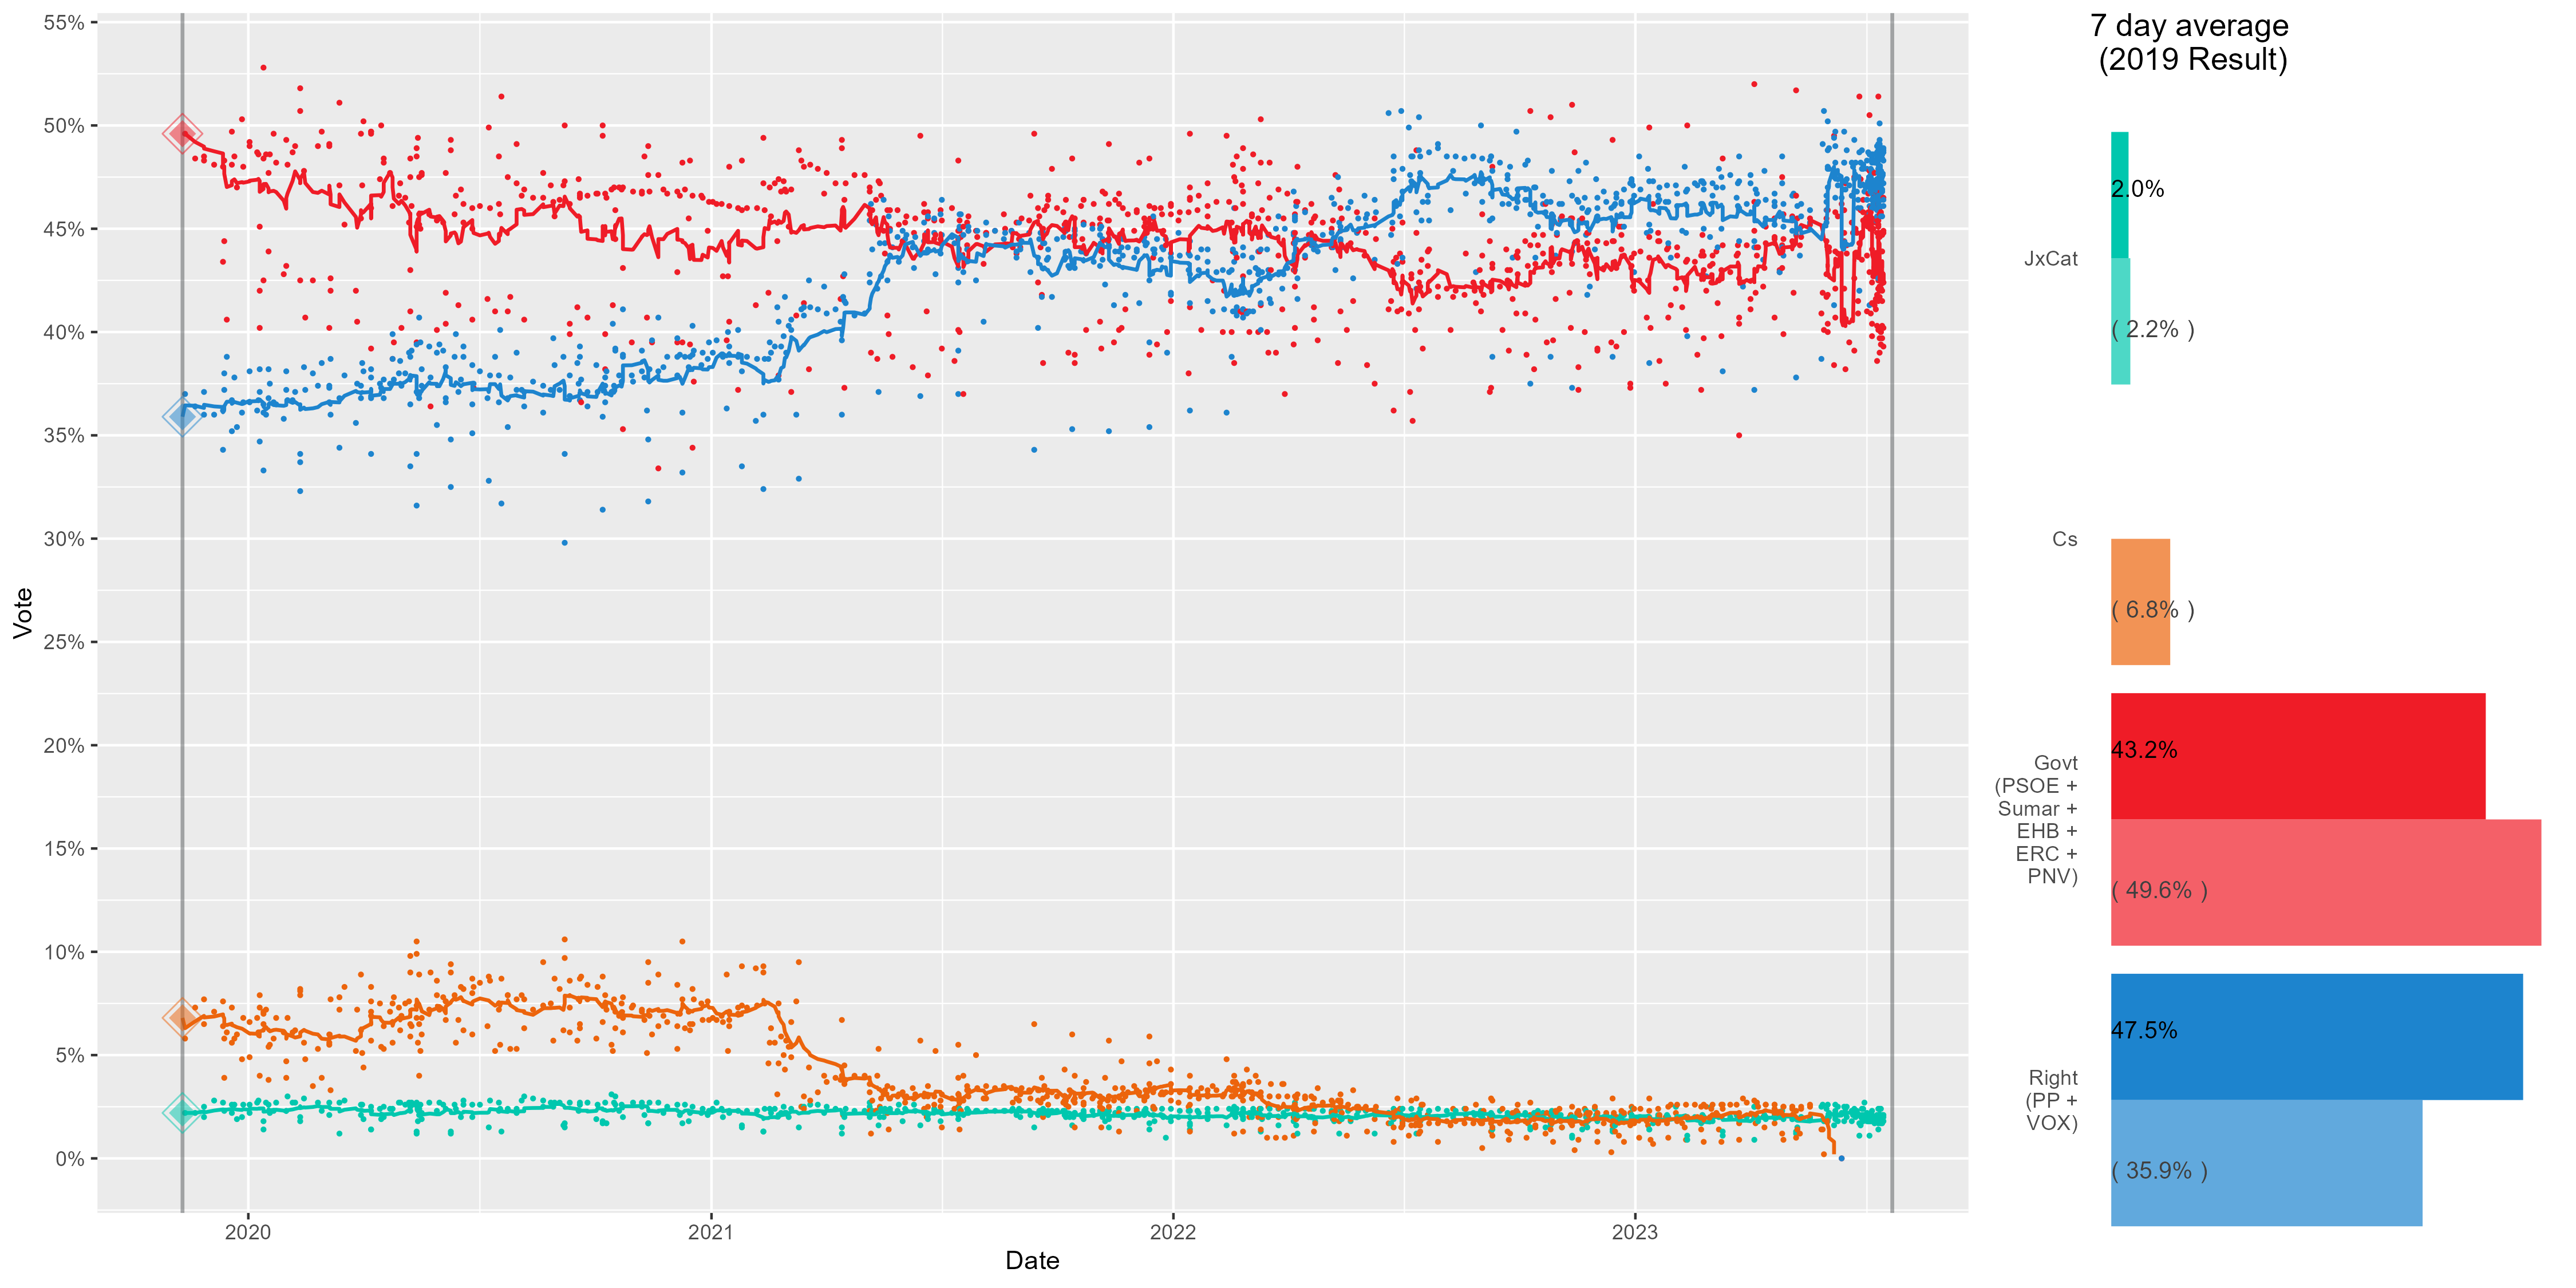 7 day average
(2019 Result)
55%
50%
45%
40%
35%
30%
25%
20%
15%
10%
5%
0%
Vote
2020
2021
2022
2023
Date
JxCat
2.0%
( 2.2% )
Cs
( 6.8% )
Govt
(PSOE +
Sumar +
EHB +
ERC +
PNV)
43.2%
( 49.6% )
Right
(PP +
VOX)
47.5%
( 35.9% )